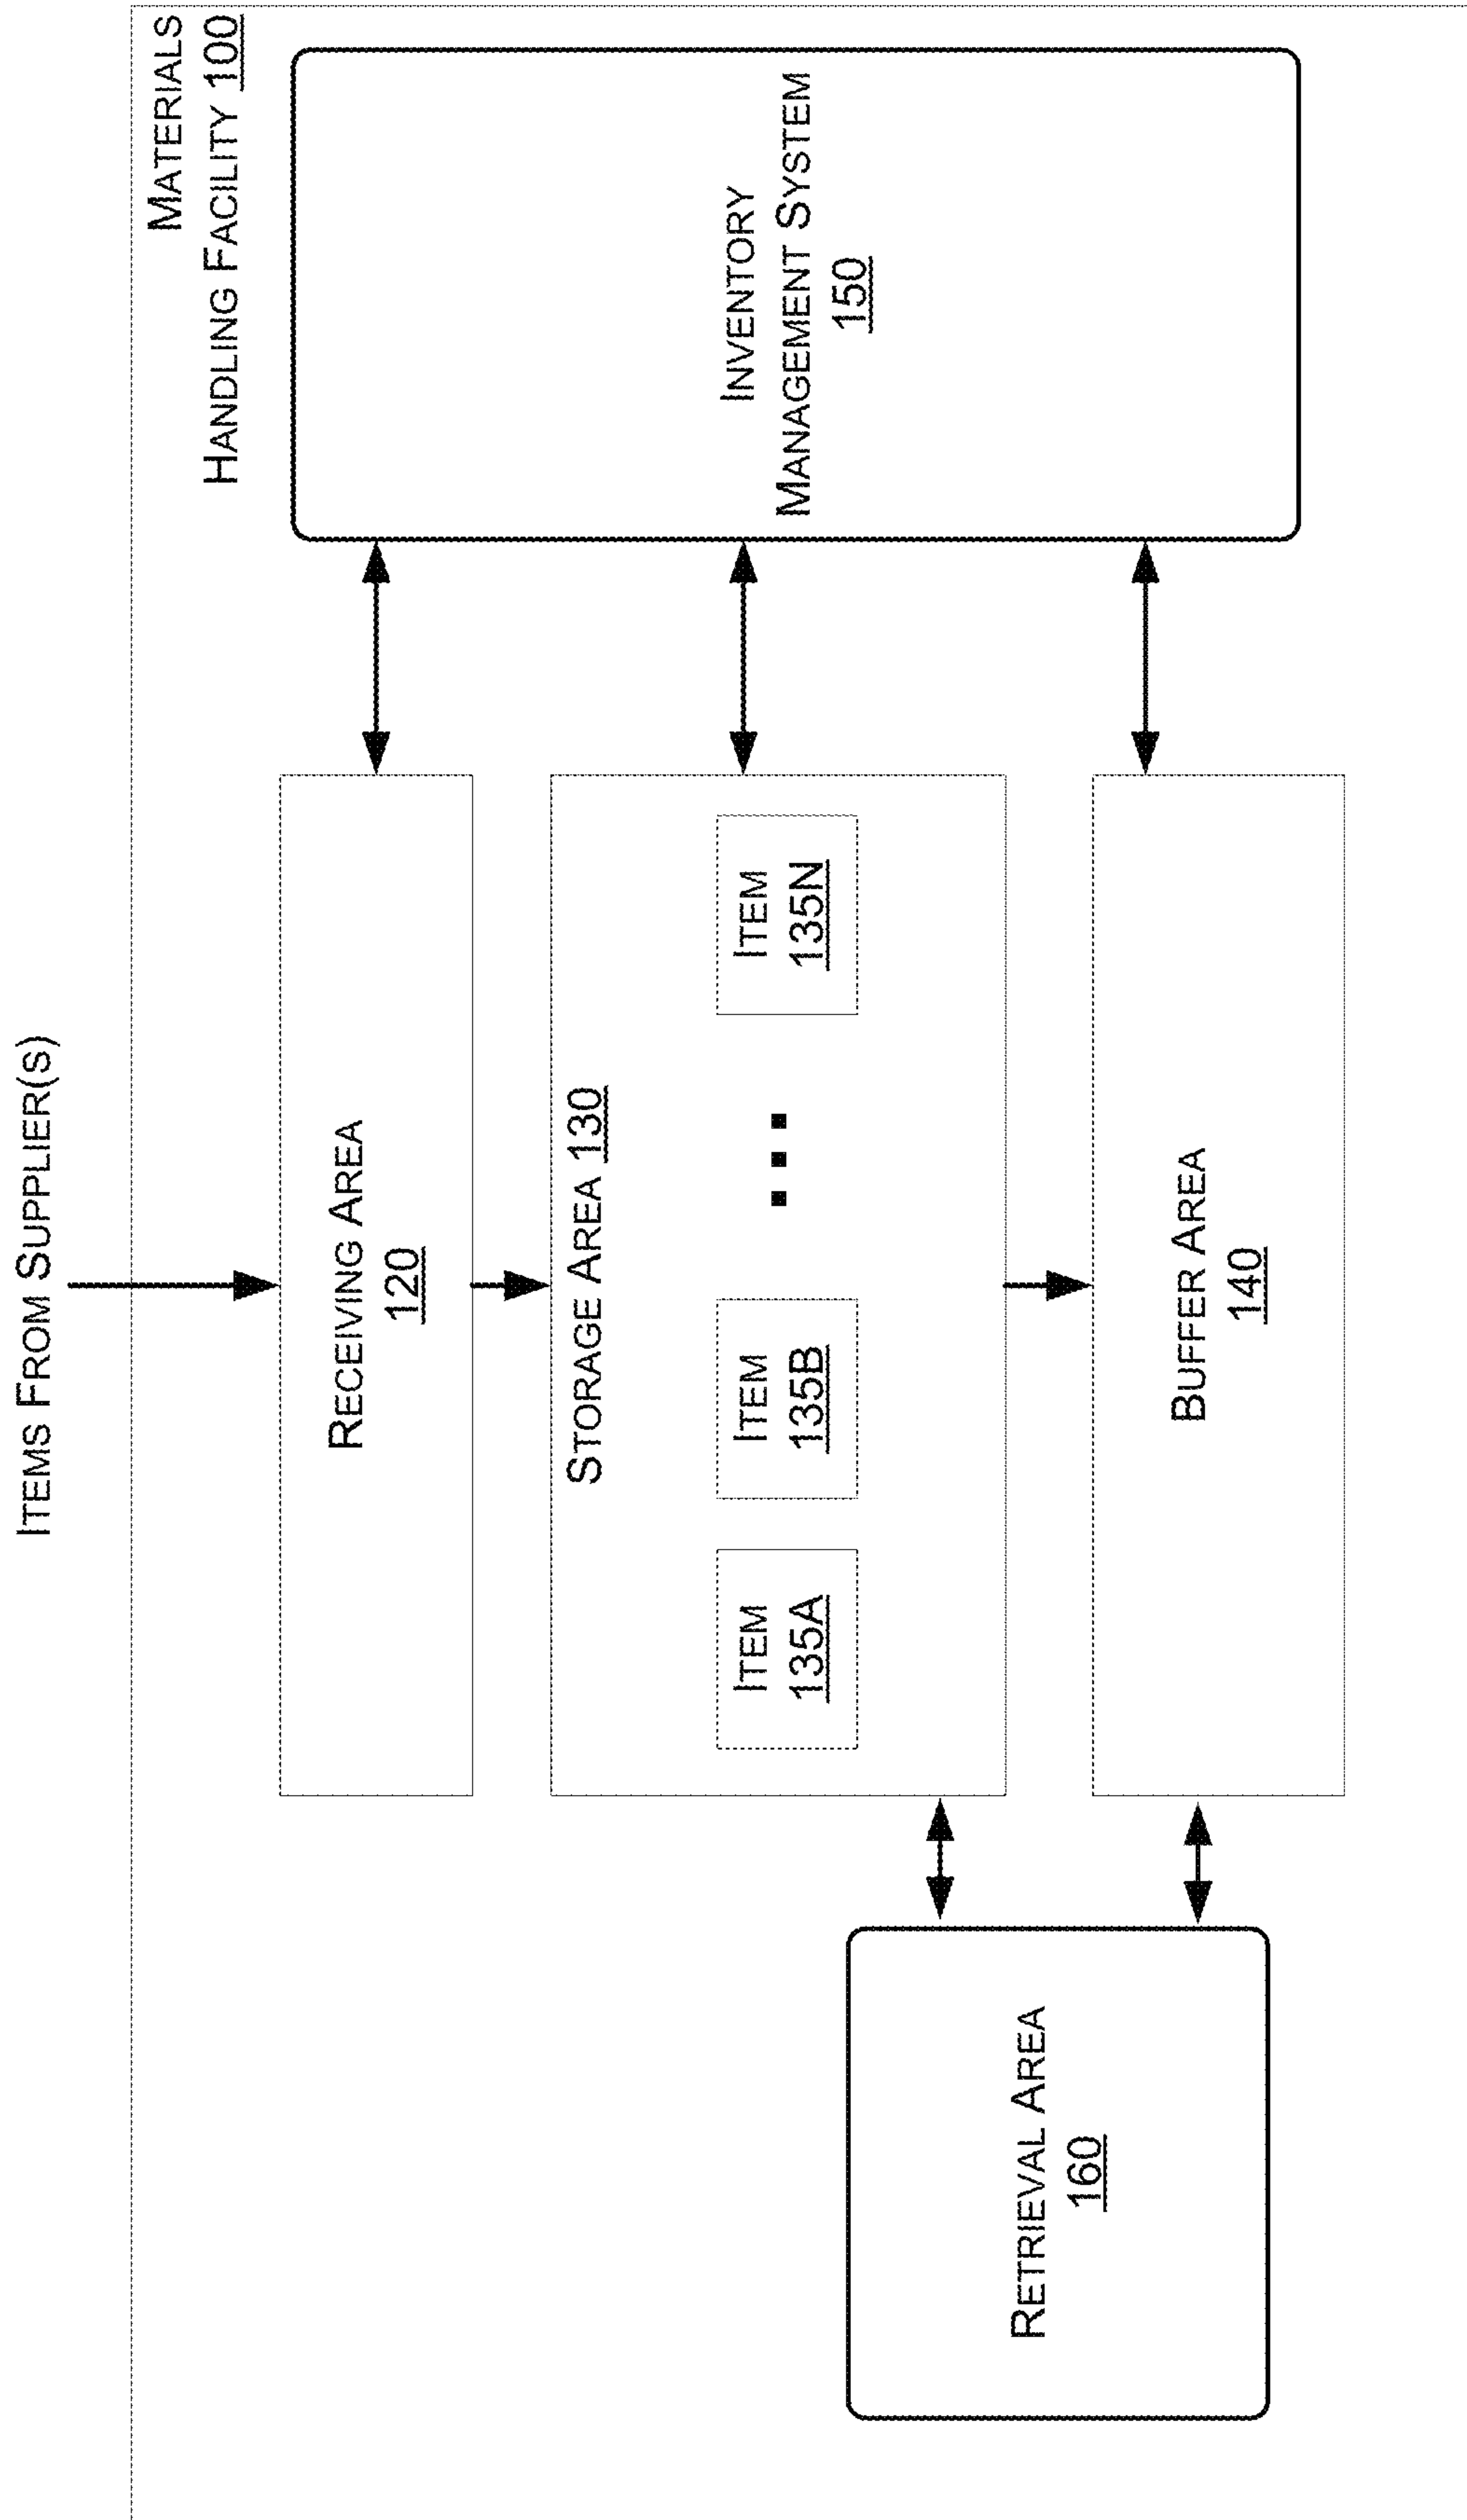 ITEMS FROM SUPPLIER(S)
MATERIALS
HANDLING FACILITY 100
RECEIVING AREA
120
STORAGE AREA 130
ITEM
135A
ITEM
135B
ITEM
135N
INVENTORY
MANAGEMENT SYSTEM
150
RETRIEVAL AREA
160
BUFFER AREA
140